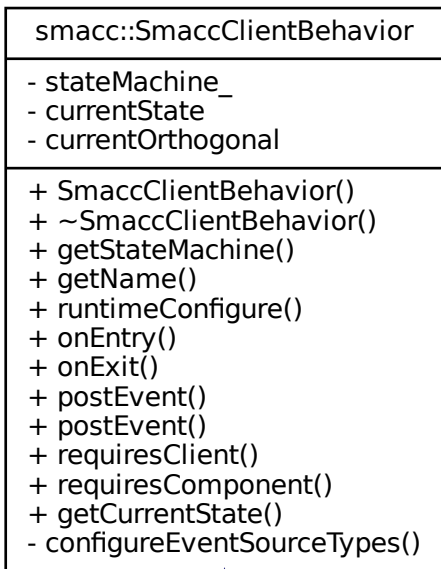 smacc::SmaccClientBehavior
- stateMachine_
- currentState
- currentOrthogonal
+ SmaccClientBehavior()
+ ~SmaccClientBehavior()
+ getStateMachine()
+ getName()
+ runtimeConfigure()
+ onEntry()
+ onExit()
+ postEvent()
+ postEvent()
+ requiresClient()
+ requiresComponent()
+ getCurrentState()
- configureEventSourceTypes()